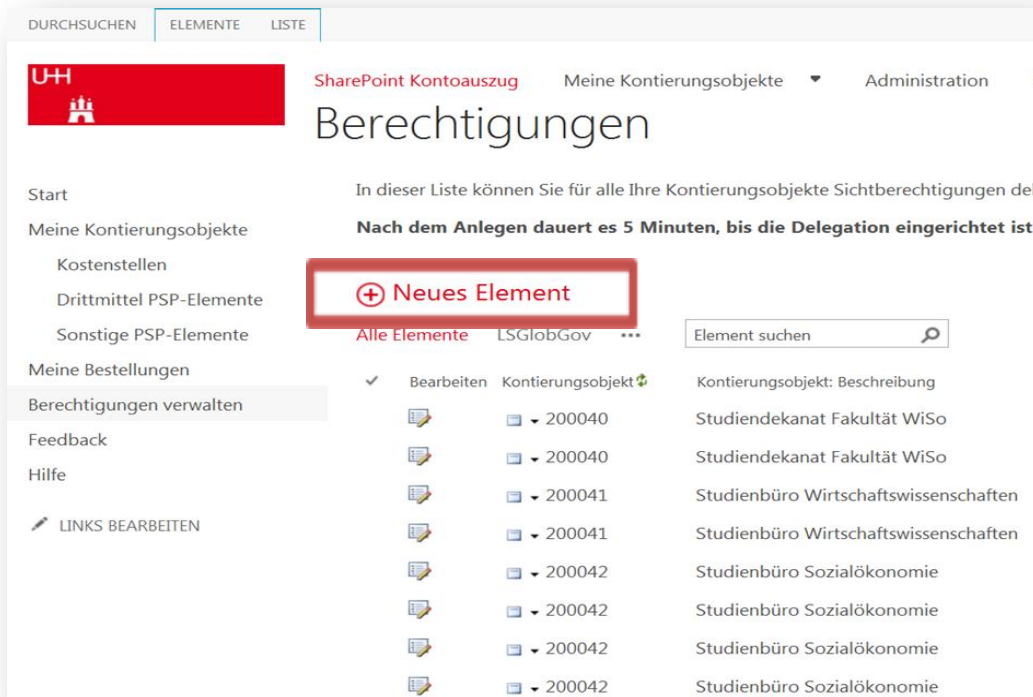 DURCHSUCHEN ELEMENTE LISTE
UHH
SharePoint Kontoauszug Meine Kontierungsobjekte Administration
Berechtigungen
Start
Meine Kontierungsobjekte
Kostenstellen
Drittmittel PSP-Elemente
Sonstige PSP-Elemente
Meine Bestellungen
Berechtigungen verwalten
Feedback
Hilfe
LINKS BEARBEITEN
In dieser Liste können Sie für alle Ihre Kontierungsobjekte Sichtberechtigungen
Nach dem Anlegen dauert es 5 Minuten, bis die Delegation eingerichtet ist
Neues Element
Alle Elemente LSGlobGov ... Element suchen
Bearbeiten Kontierungsobjekt Kontierungsobjekt: Beschreibung
200040 Studiendekanat Fakultät WiSo
200040 Studiendekanat Fakultät WiSo
200041 Studienbüro Wirtschaftswissenschaften
200041 Studienbüro Wirtschaftswissenschaften
200042 Studienbüro Sozialökonomie
200042 Studienbüro Sozialökonomie
200042 Studienbüro Sozialökonomie
200042 Studienbüro Sozialökonomie